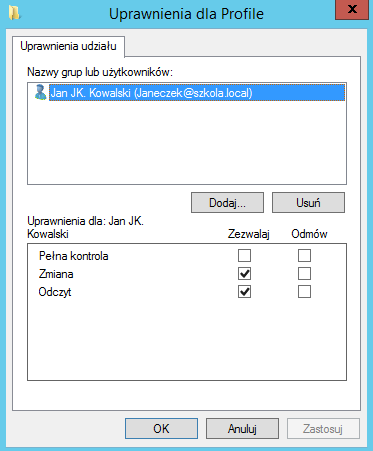 Uprawnienia dla Profile
Uprawnienia udziału
Nazwy grup lub użytkowników:
Jan JK. Kowalski (Janeczek@szkola.local)
Dodaj... Usuń
Uprawnienia dla: Jan JK.
Kowalski Zezwalaj Odmów
Pełna kontrola
Zmiana
Odczyt
OK Anuluj Zastosuj